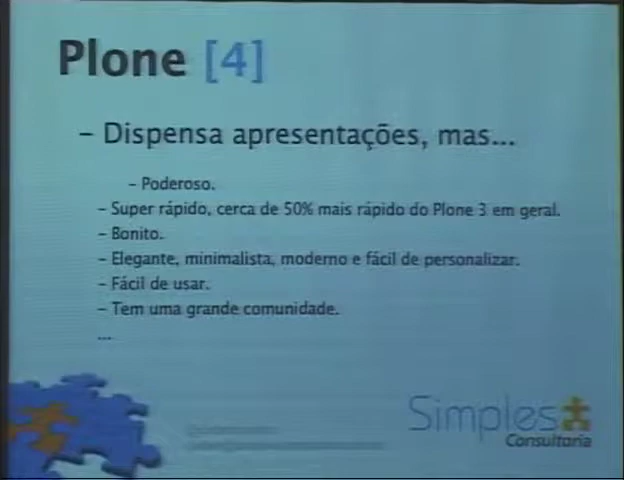 Plone [4]
– Dispensa apresentações, mas...
– Poderoso.
– Super rápido, cerca de 50% mais rápido do Plone 3 em geral.
– Bonito.
– Elegante, minimalista, moderno e fácil de personalizar.
– Fácil de usar.
– Tem uma grande comunidade.
...
Simples
Consultoria